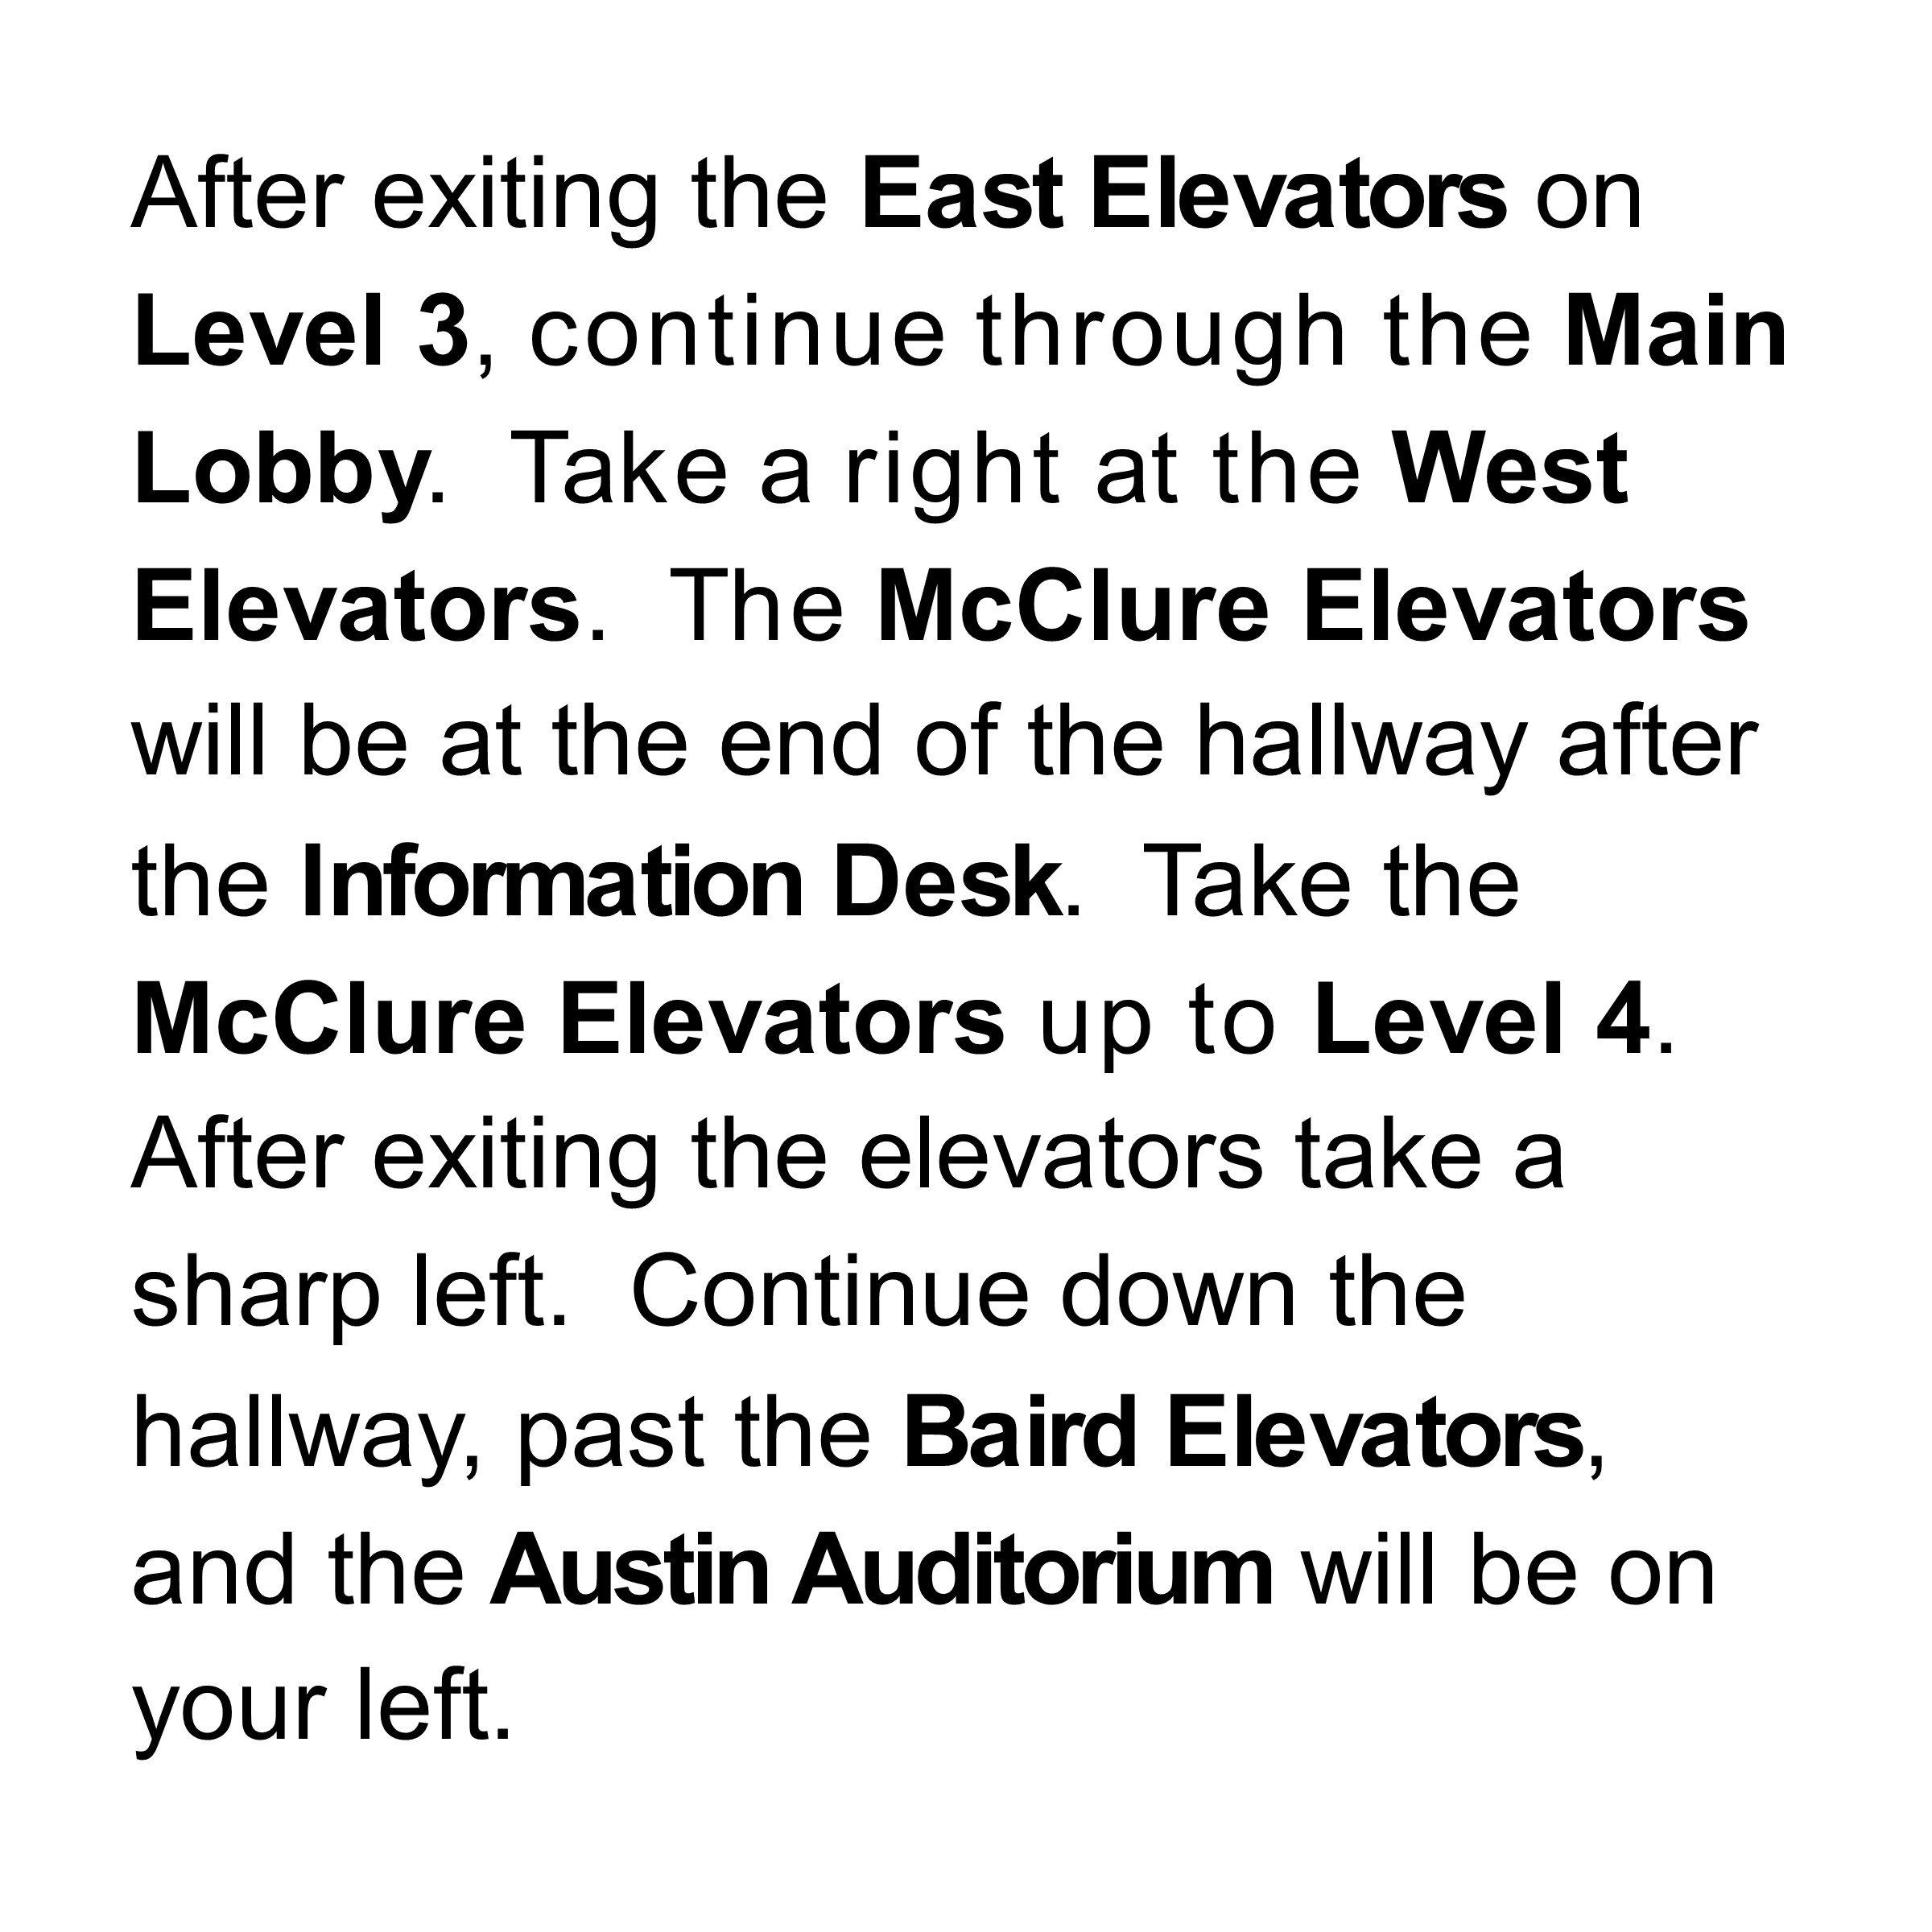 After exiting the East Elevators on
Level 3, continue through the Main
Lobby. Take a right at the West
Elevators. The McClure Elevators
will be at the end of the hallway after
the Information Desk. Take the
McClure Elevators up to Level 4.
After exiting the elevators take a
sharp left. Continue down the
hallway, past the Baird Elevators,
and the Austin Auditorium will be on
your left.